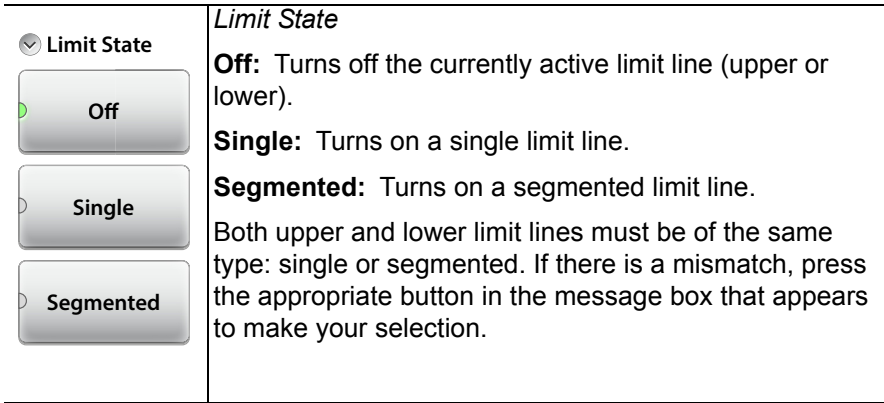 Limit State
Off
Single
Segmented
Limit State
Off: Turns off the currently active limit line (upper or
lower).
Single: Turns on a single limit line.
Segmented: Turns on a segmented limit line.
Both upper and lower limit lines must be of the same
type: single or segmented. If there is a mismatch, press
the appropriate button in the message box that appears
to make your selection.